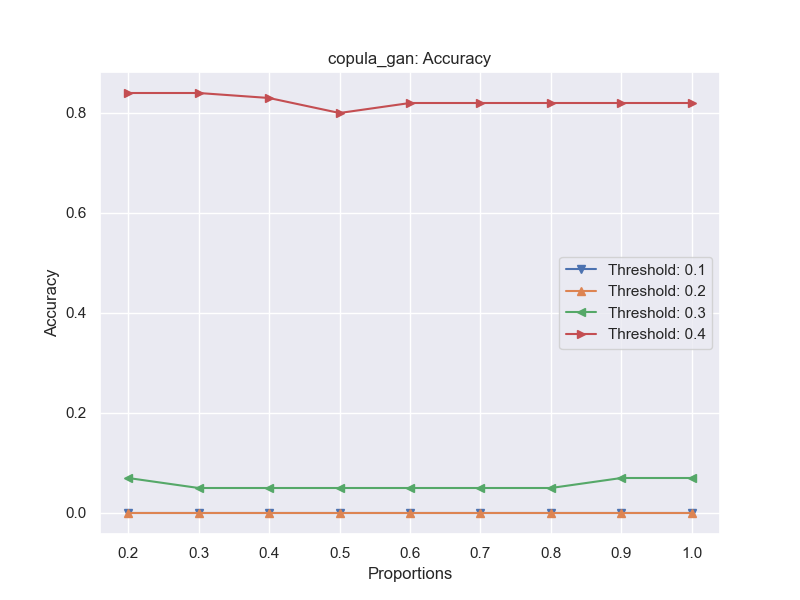 copula_gan: Accuracy
Accuracy
0.8
0.6
0.4
0.2
0.0
Threshold: 0.1
Threshold: 0.2
Threshold: 0.3
Threshold: 0.4
0.2 0.3 0.4 0.5 0.6 0.7 0.8 0.9 1.0
Proportions